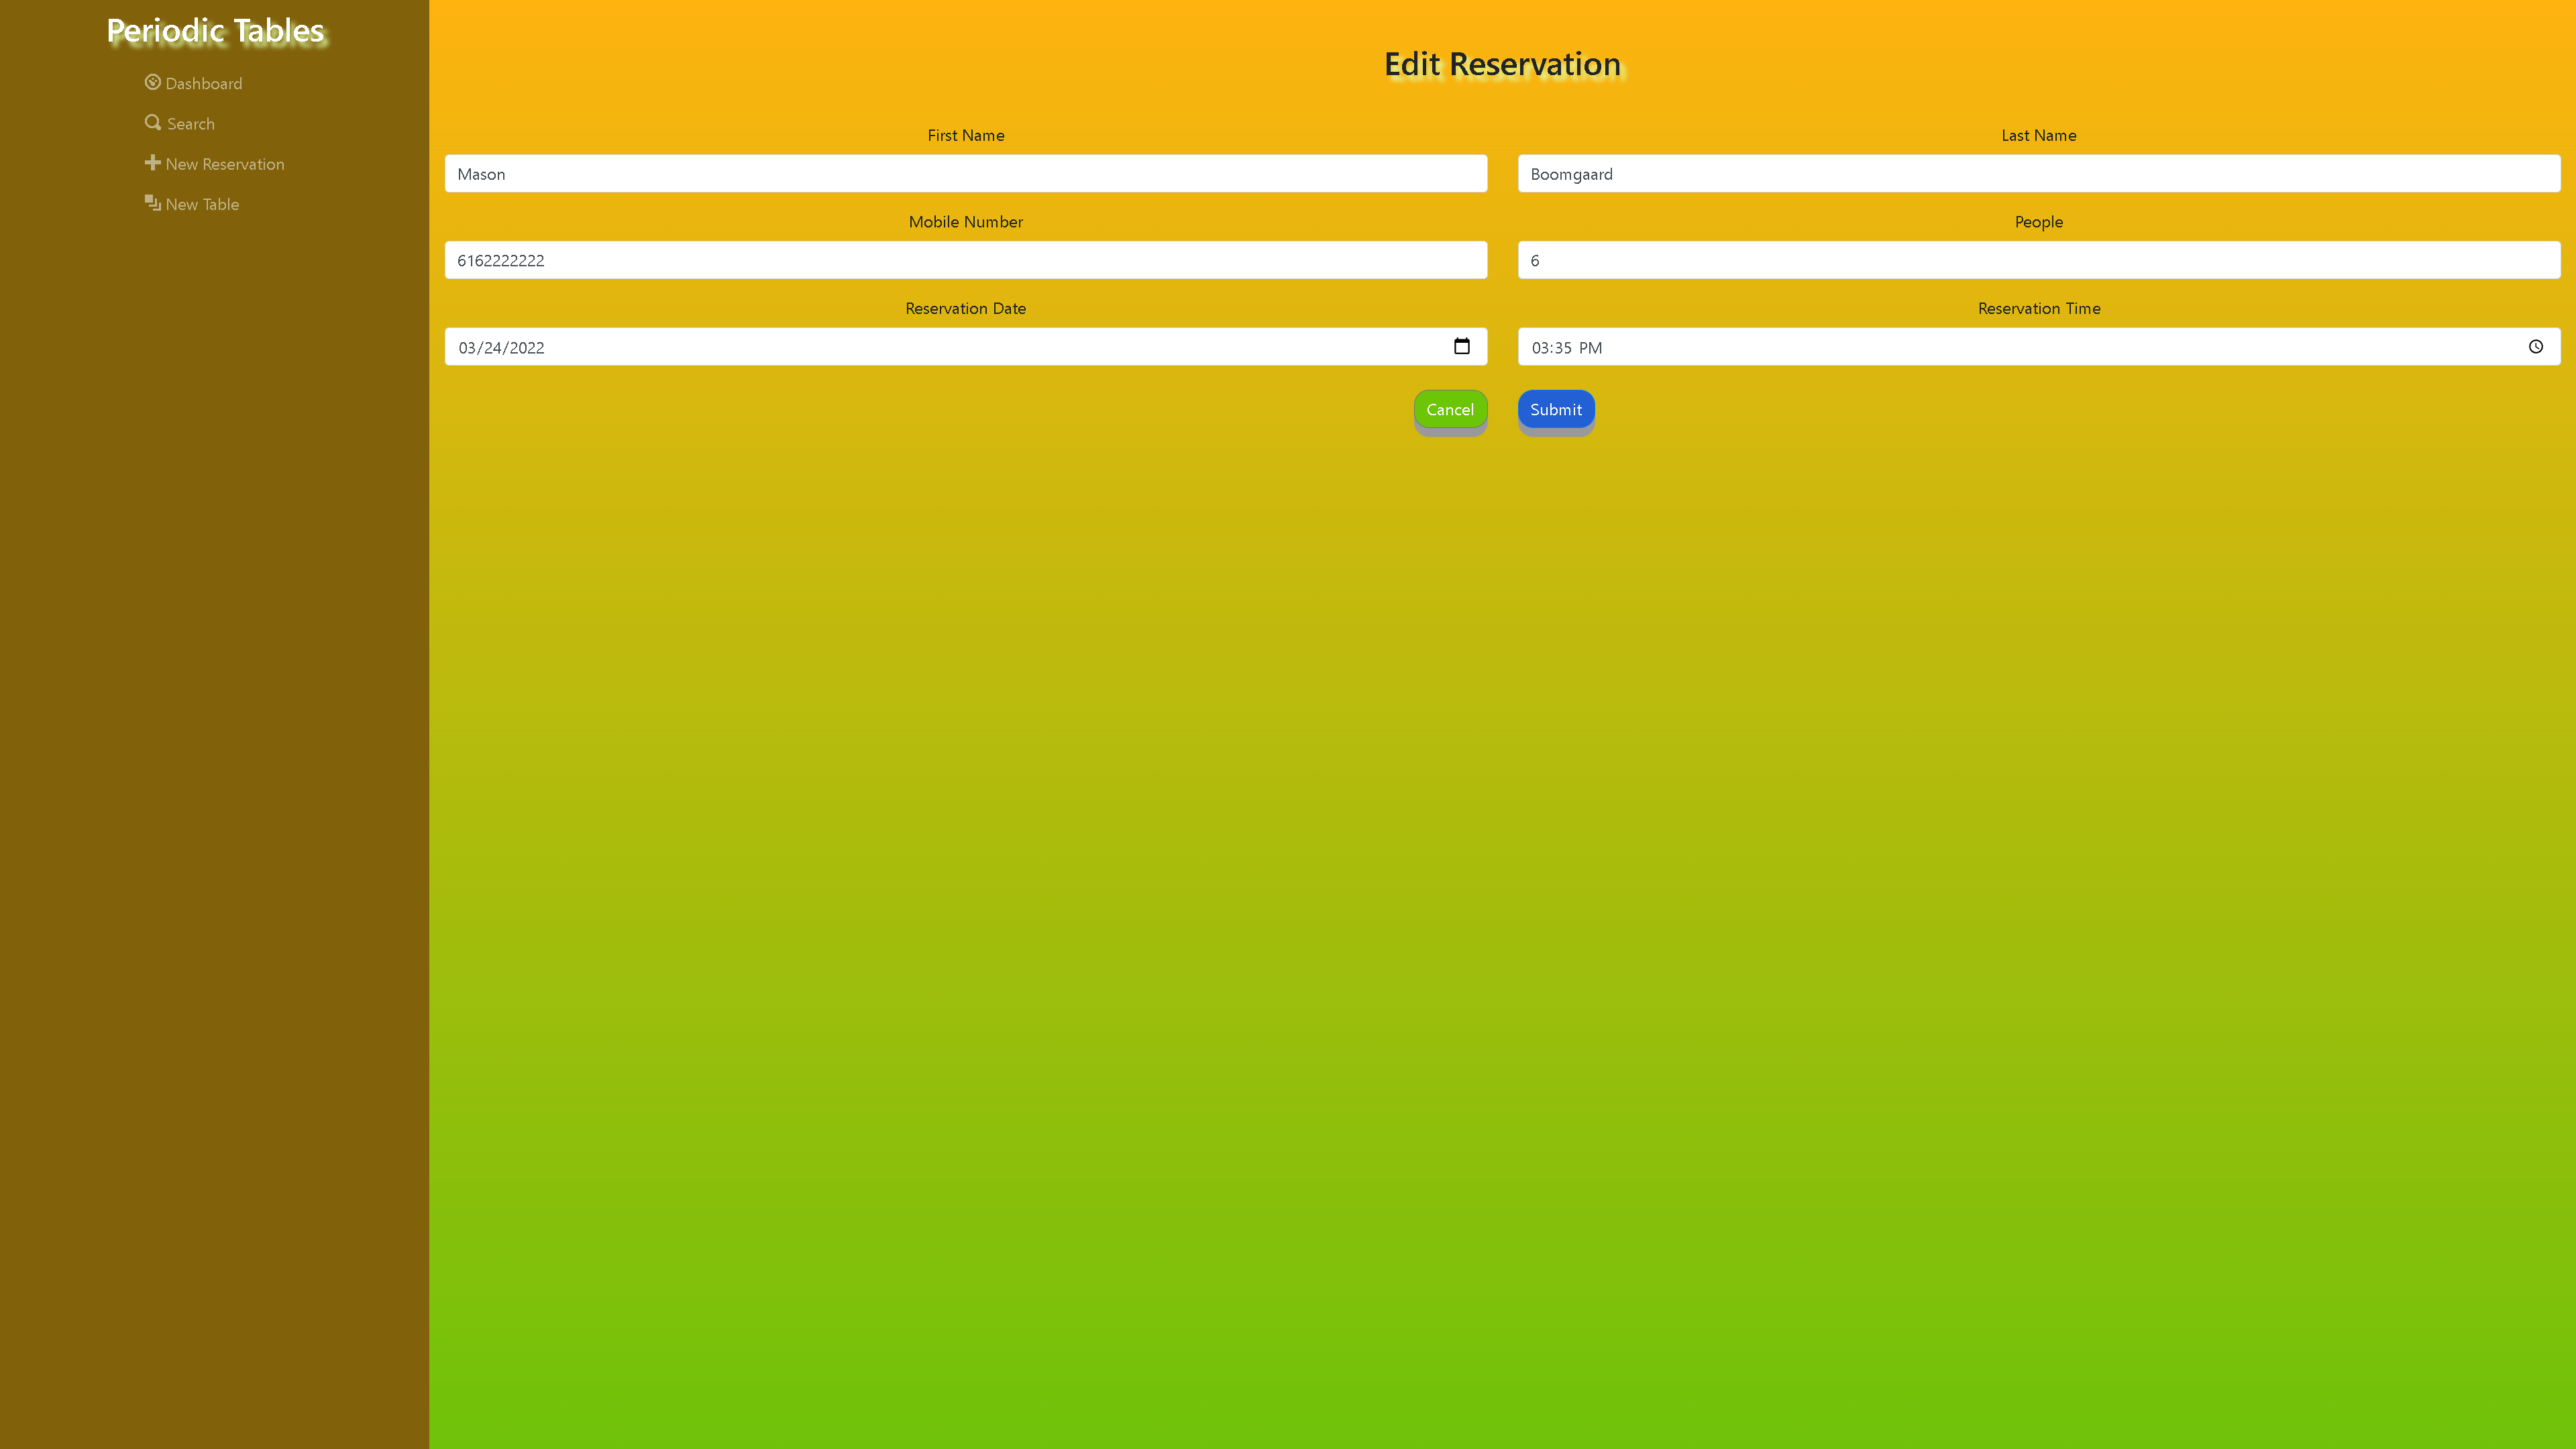 Periodic Tables
Dashboard
Search
New Reservation
New Table
Edit Reservation
First Name
Last Name
Mason
Boomgaard
Mobile Number
People
6162222222
6
Reservation Date
Reservation Time
03/24/2022
03:35 PM
Cancel
Submit